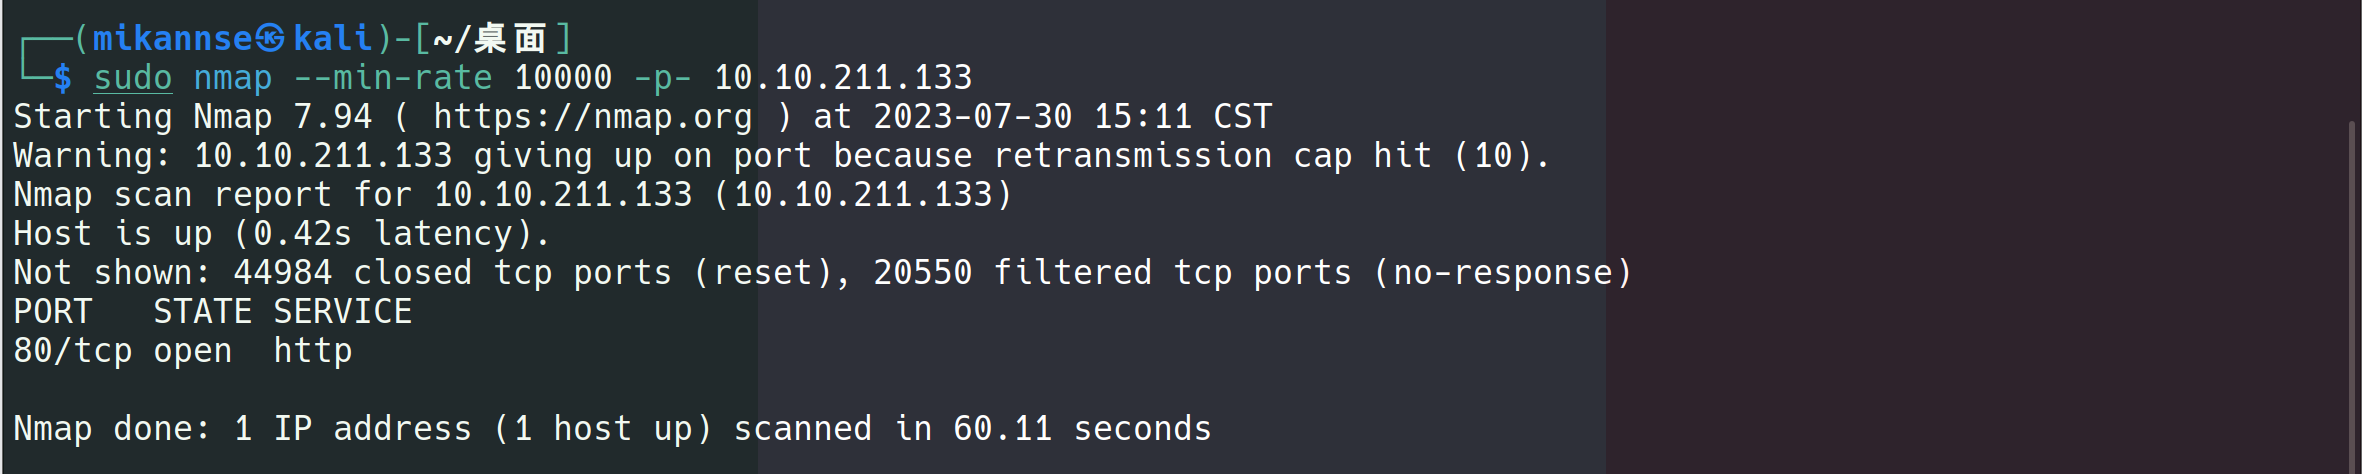 ┌──(mikannse㉿kali)-[~/桌面]
└─$ sudo nmap --min-rate 10000 -p- 10.10.211.133
Starting Nmap 7.94 ( https://nmap.org ) at 2023-07-30 15:11 CST
Warning: 10.10.211.133 giving up on port because retransmission cap hit (10).
Nmap scan report for 10.10.211.133 (10.10.211.133)
Host is up (0.42s latency).
Not shown: 44984 closed tcp ports (reset), 20550 filtered tcp ports (no-response)
PORT   STATE SERVICE
80/tcp open  http
Nmap done: 1 IP address (1 host up) scanned in 60.11 seconds